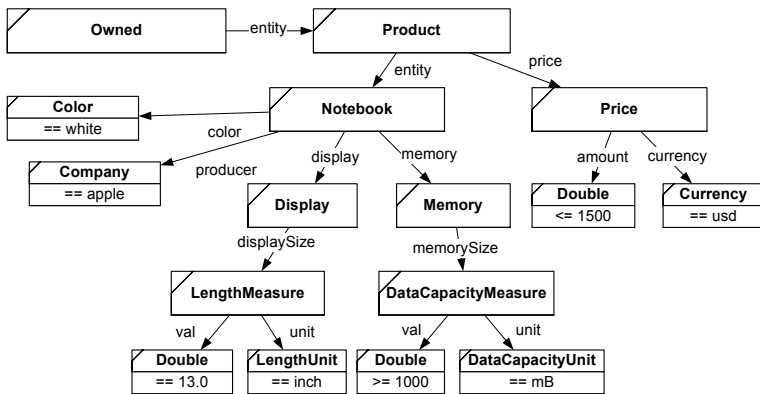 Owned
entity
Product
entity
price
Color
== white
color
Notebook
Price
Company
== apple
producer
display
memory
amount
currency
Display
Memory
Double
<= 1500
Currency
== usd
displaySize
memorySize
LengthMeasure
DataCapacityMeasure
val
unit
val
unit
Double
== 13.0
LengthUnit
== inch
Double
>= 1000
DataCapacityUnit
== mB